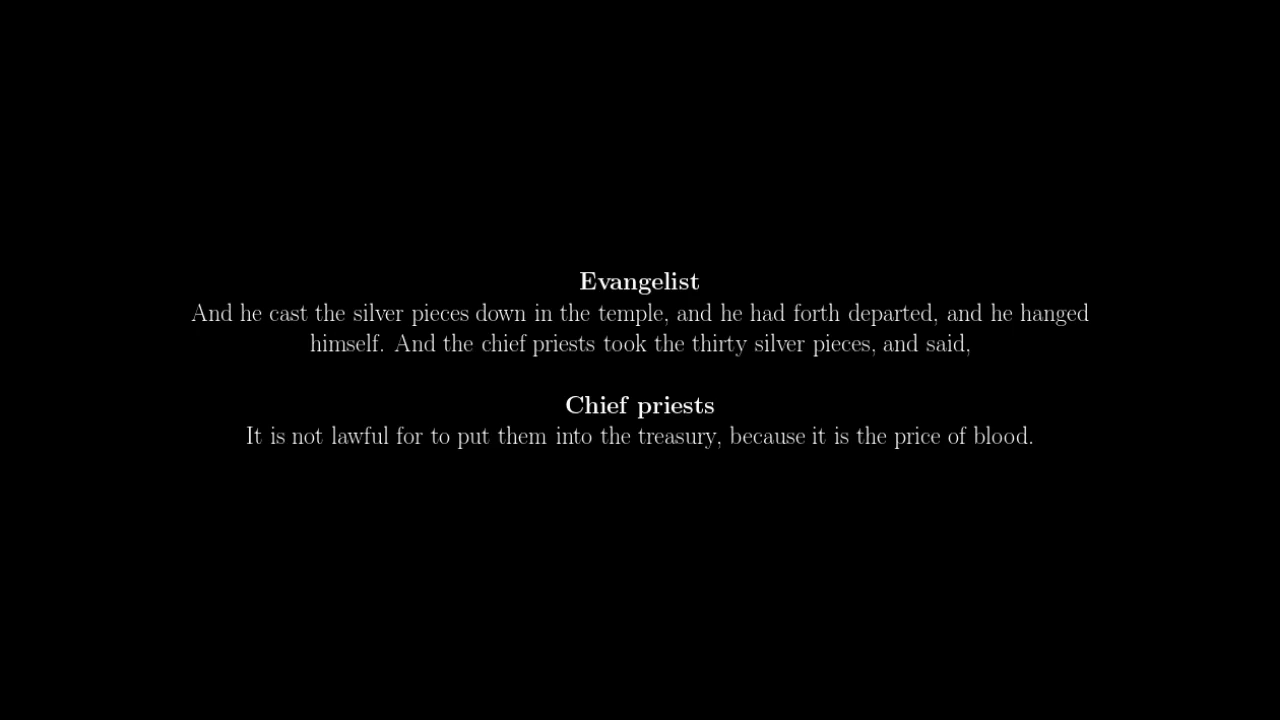 Evangelist
And he cast the silver pieces down in the temple, and he had forth departed, and he hanged
himself. And the chief priests took the thirty silver pieces, and said,
Chief priests
It is not lawful for to put them into the treasury, because it is the price of blood.